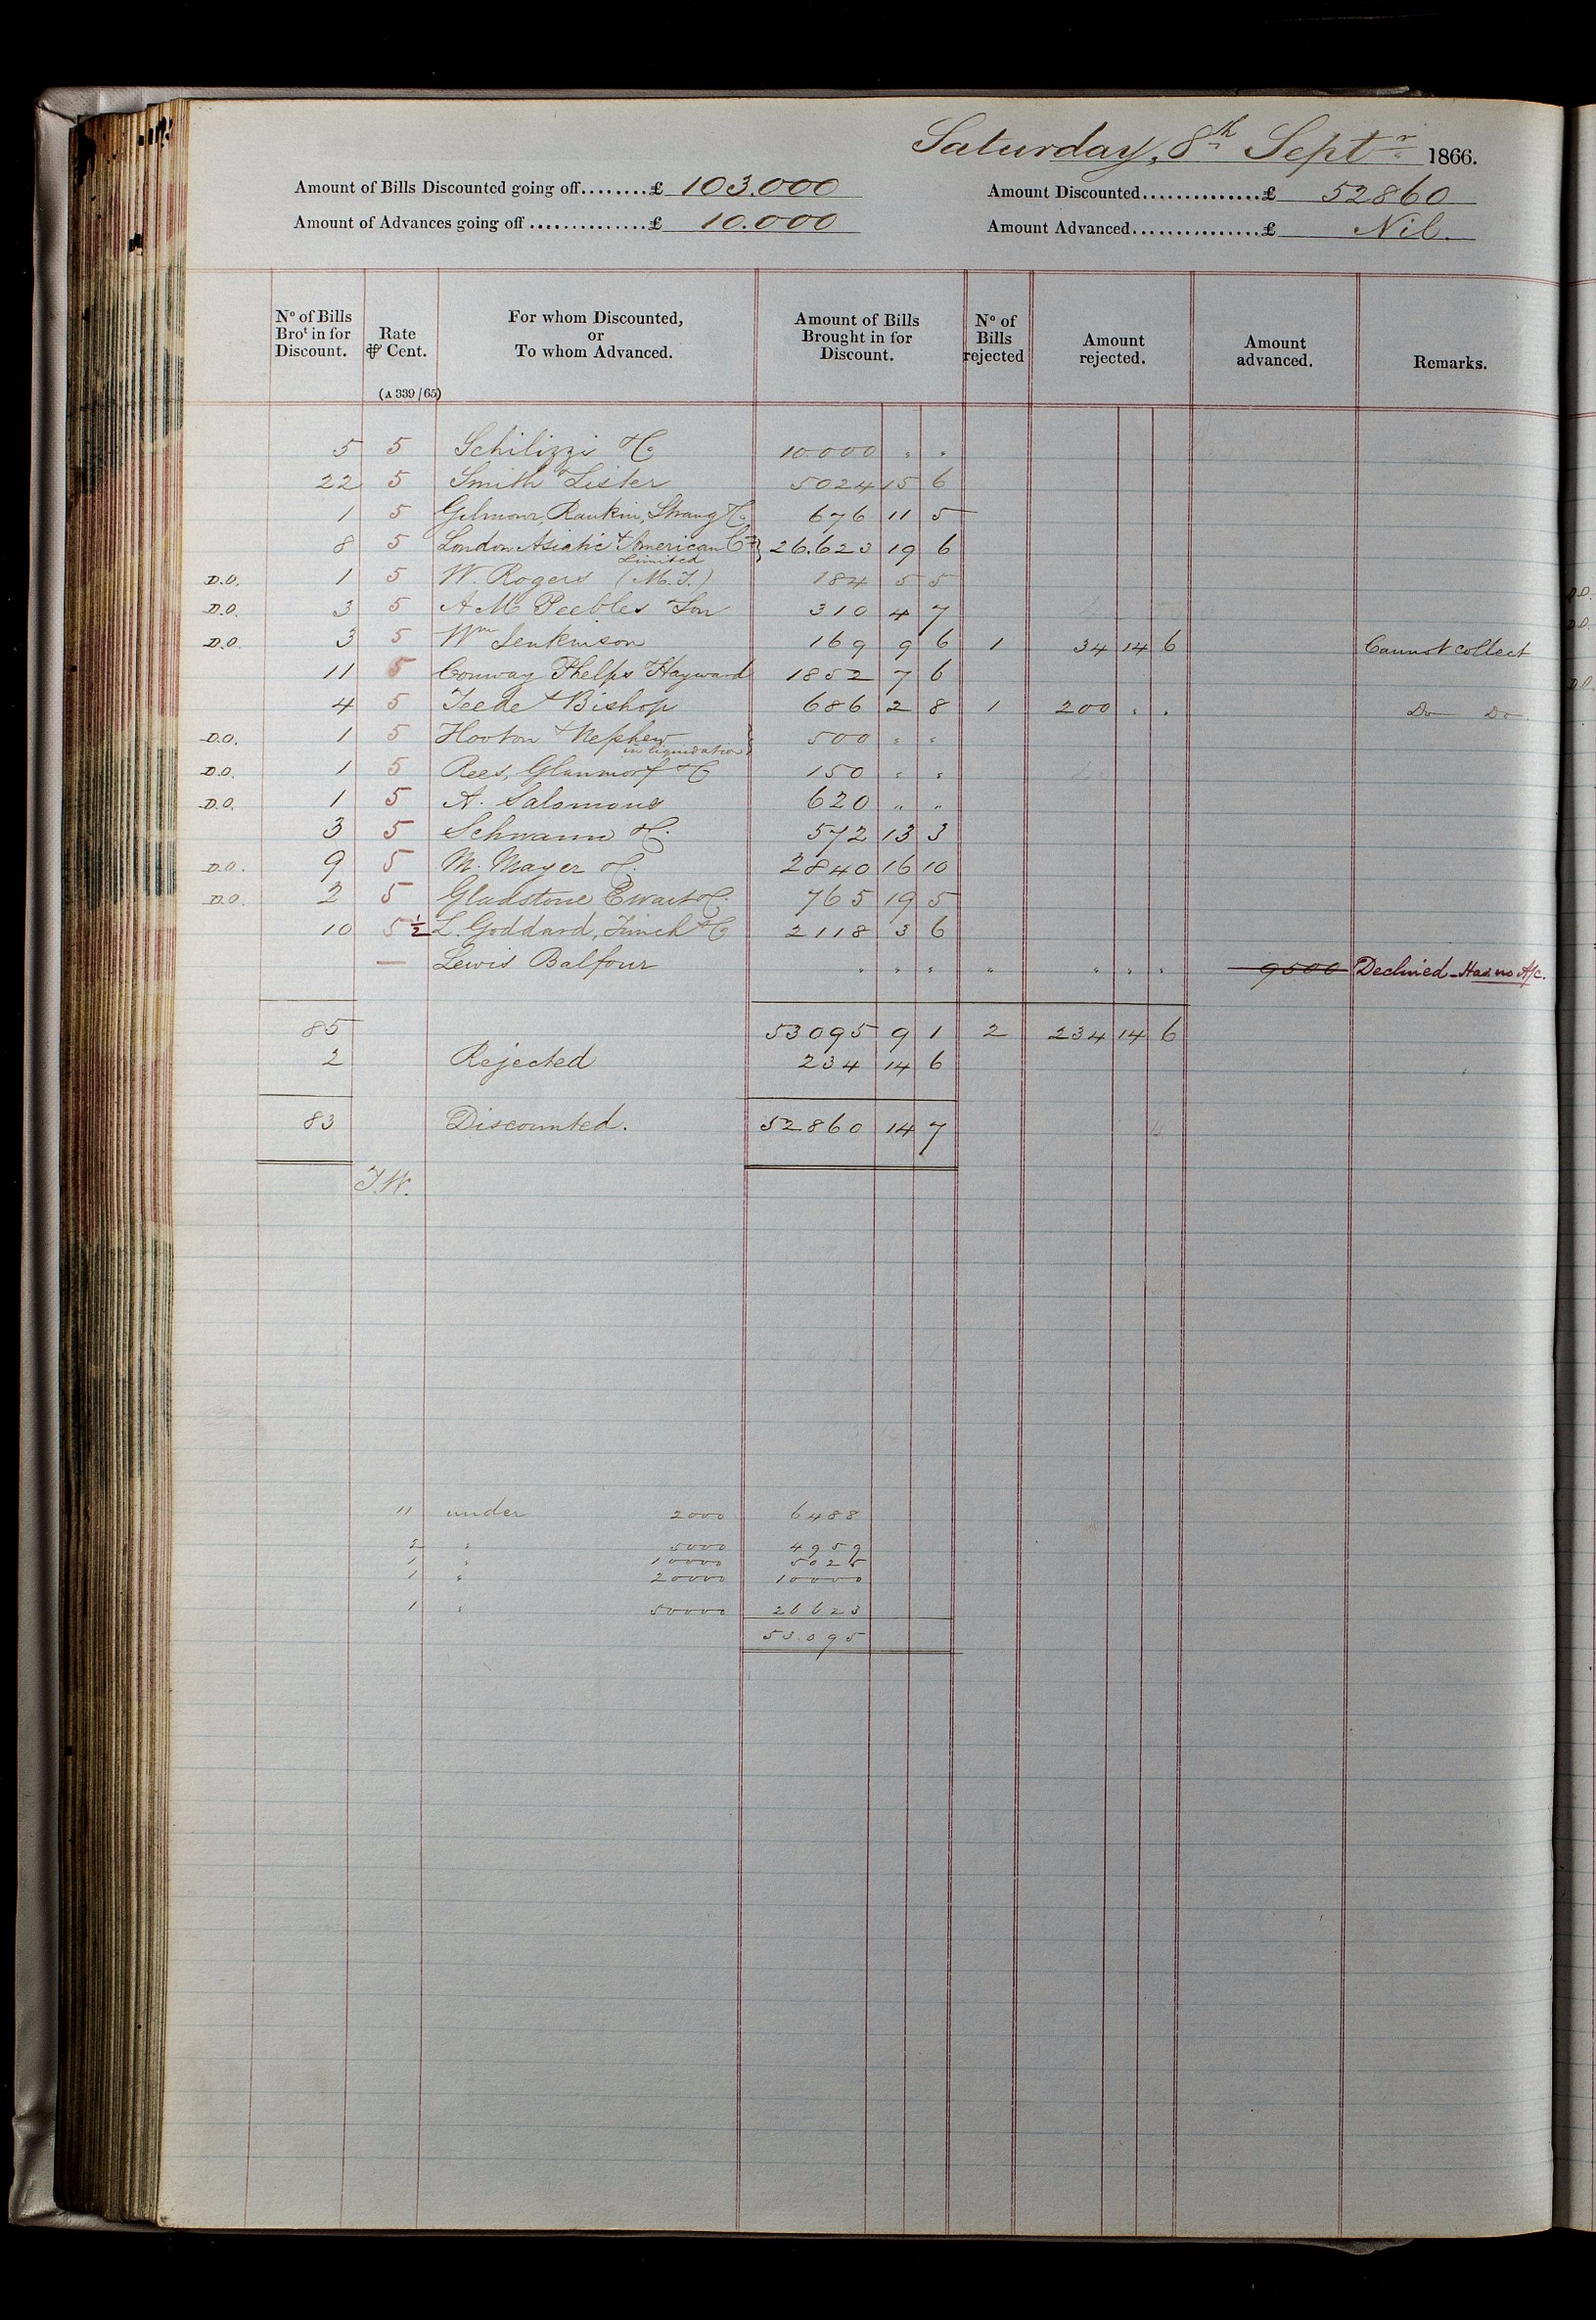 Saturday, 8th Septr 1866.
Amount of Bills Discounted going off........£ 103.000 Amount Discounted...............£ 52860
Amount of Advances going off ..............£ 10.000 Amount Advanced................£ Nil.
No of Bills Brot in for Discount. Rate ⅌ Cent. (A 339/65) For whom Discounted, or To whom Advanced. Amount of Bills Brought in for Discount. No of Bills rejected Amount rejected. Amount advanced. Remarks.
5 5 Schilizzi & Co 10.000 " "
22 5 Smith & Lister 5024 15 6
1 5 Gilmour, Rankin, Strang & Co 676 11 5
8 5 London Asiatic & American Co Limited } 26.623 19 6
D.O. 1 5 W. Rogers (M.I.) 184 5 5
D.O. 3 5 A M Peebles & Son 310 4 7
D.O. 3 5 Wm Jenkinson 169 9 6 1 34 14 6 Cannot collect
11 5 Conway Phelps & Hayward 1852 7 6
4 5 Teede & Bishop 686 2 8 1 200 " " Do Do
D.O. 1 5 Hooton & Nephew in liquidation } 500 " "
D.O. 1 5 Rees, & Co 150 " "
D.O. 1 5 A. Salomons 620 " "
3 5 Schwann & Co 572 13 3
D.O. 9 5 M. Mayer & Co 2840 16 10
D.O. 2 5 Gladstone Ewart & Co 765 19 5
10 5½ L. Goddard, Finch & Co 2118 3 6
— Lewis Balfour " " " " " " " 9500 Declined - Has no A/c.
85 53095 9 1 2 234 14 6
2 Rejected 234 14 6
83 Discounted. 52860 14 7
11 under 2000 6488
2 " 5000 4959
1 " 10000 5025
1 " 20000 10000
1 " 50000 26623
53.095